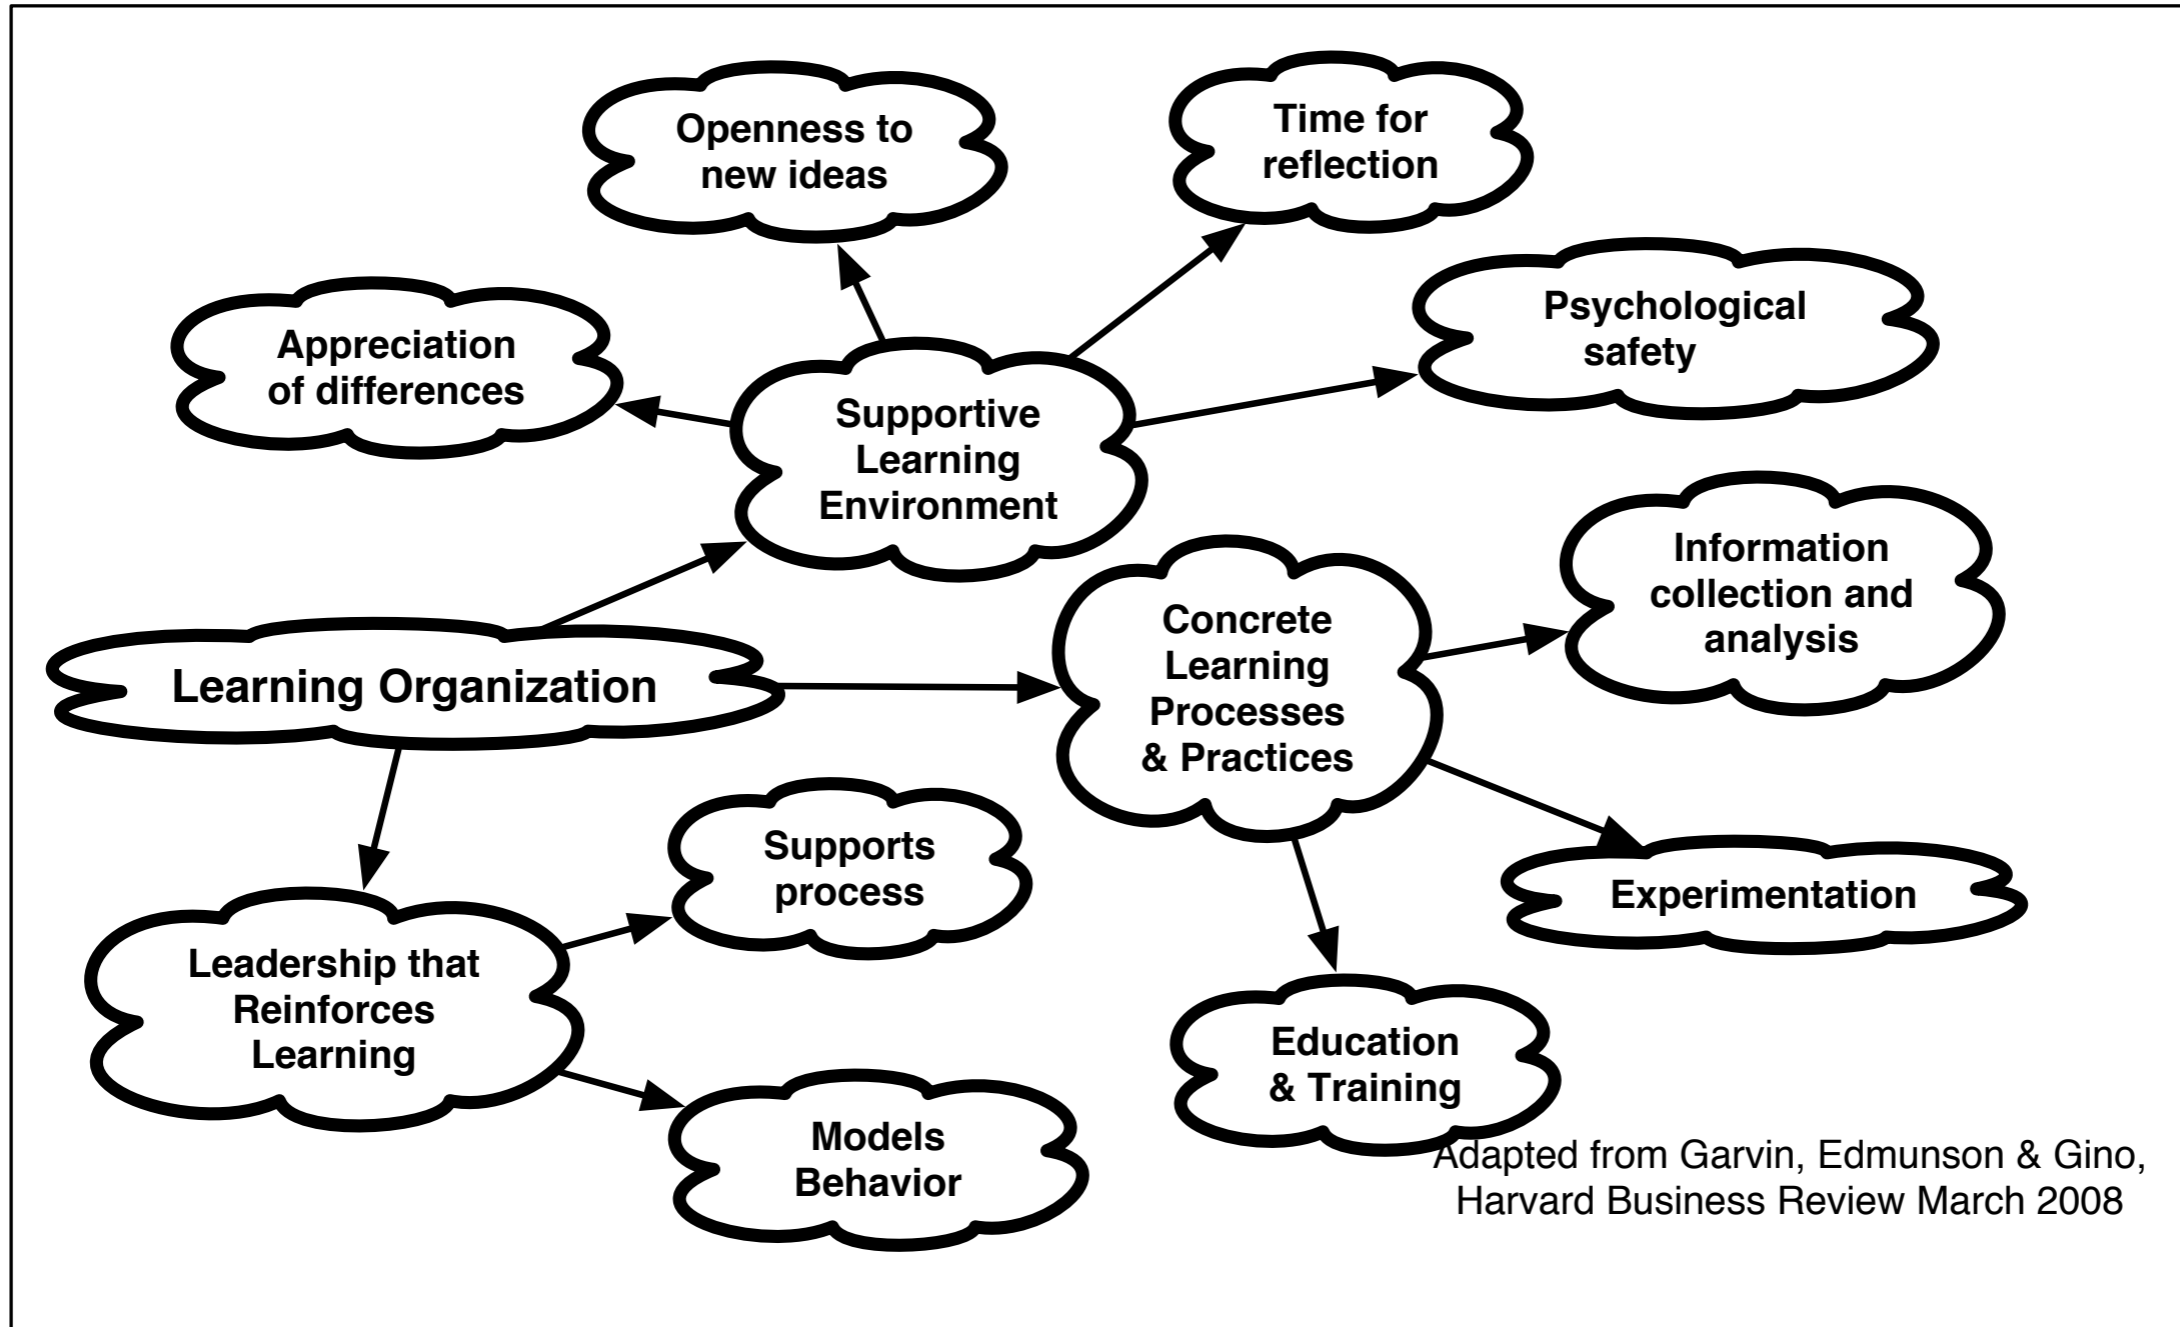 Openness to
new ideas
Time for
reflection
Appreciation
of differences
Supportive
Learning
Environment
Psychological
safety
Learning Organization
Concrete
Learning
Processes
& Practices
Information
collection and
analysis
Experimentation
Education
& Training
Leadership that
Reinforces
Learning
Supports
process
Models
Behavior
Adapted from Garvin, Edmunson & Gino,
Harvard Business Review March 2008